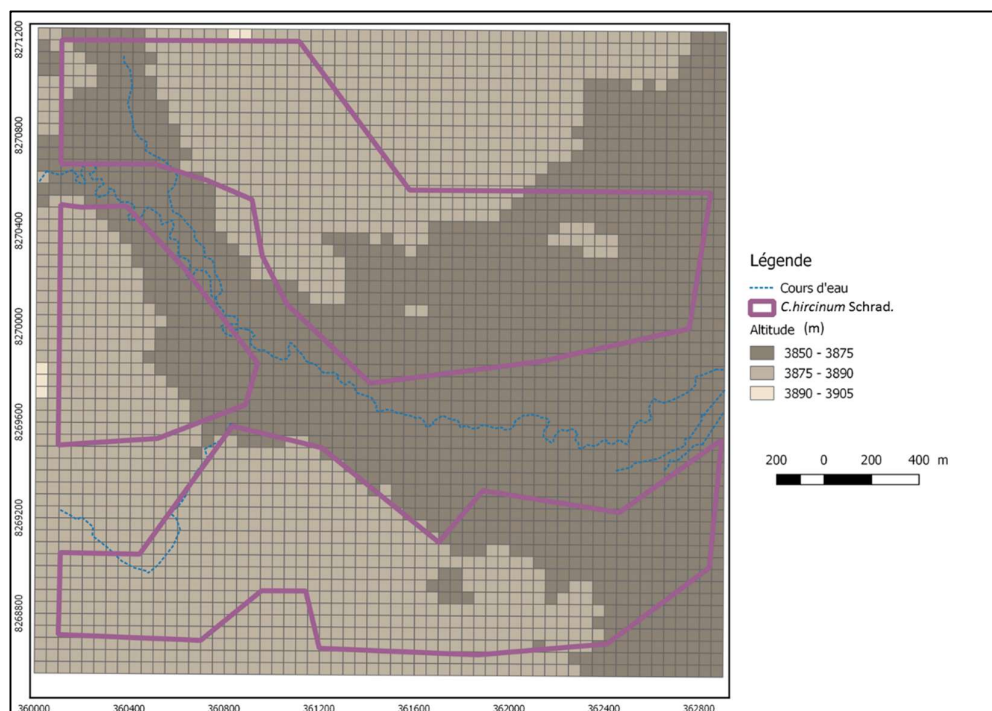 8271200
8270800
8270400
8270000
8269600
8269200
8268800
360000 360400 360800 361200 361600 362000 362400 362800
Légende
Cours d'eau
C.hircinum Schrad.
Altitude (m)
3850 - 3875
3875 - 3890
3890 - 3905
200 0 200 400 m